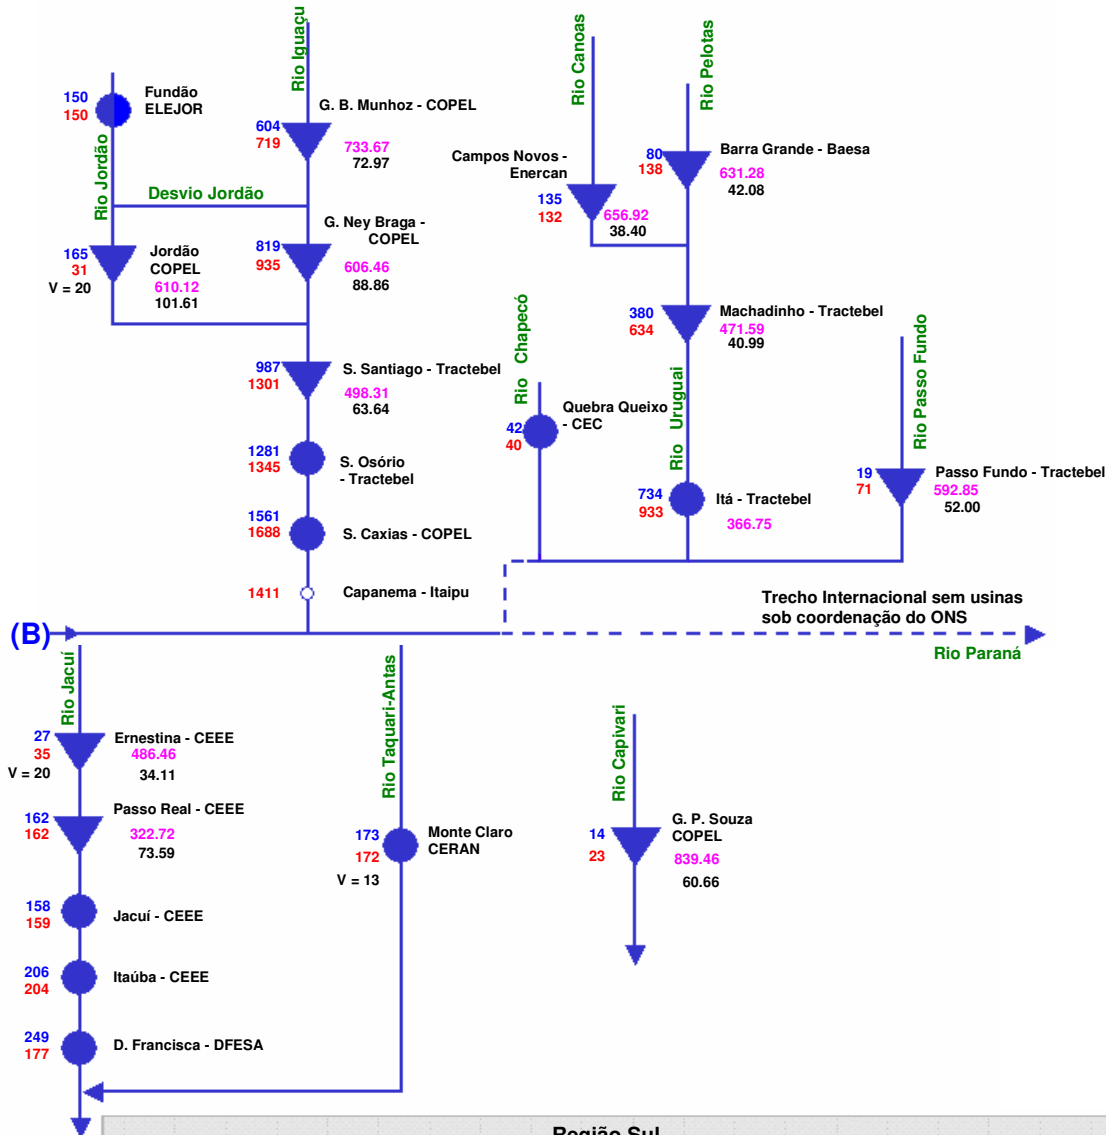 Rio Iguaçu
Rio Canoas
Rio Pelotas
150
150
Fundão
ELEJOR
Rio Jordão
Desvio Jordão
G. B. Munhoz - COPEL
604
719
733.67
72.97
165
31
V = 20
Jordão
COPEL
610.12
101.61
G. Ney Braga -
COPEL
819
935
606.46
88.86
987
1301
S. Santiago - Tractebel
498.31
63.64
1281
1345
S. Osório
- Tractebel
1561
1688
S. Caxias - COPEL
1411
Capanema - Itaipu
Campos Novos -
Enercan
135
132
656.92
38.40
80
138
Barra Grande - Baesa
631.28
42.08
380
634
Machadinho - Tractebel
471.59
40.99
Rio Chapecó
42
40
Quebra Queixo
- CEC
Rio Uruguai
734
933
Itá - Tractebel
366.75
Rio Passo Fundo
19
71
Passo Fundo - Tractebel
592.85
52.00
Trecho Internacional sem usinas
sob coordenação do ONS
(B)
Rio Paraná
Rio Jacuí
27
35
V = 20
Ernestina - CEEE
486.46
34.11
162
162
Passo Real - CEEE
322.72
73.59
158
159
Jacuí - CEEE
206
204
Itaúba - CEEE
249
177
D. Francisca - DFESA
Rio Taquari-Antas
173
172
V = 13
Monte Claro
CERAN
Rio Capivari
14
23
G. P. Souza
COPEL
839.46
60.66
Região Sul